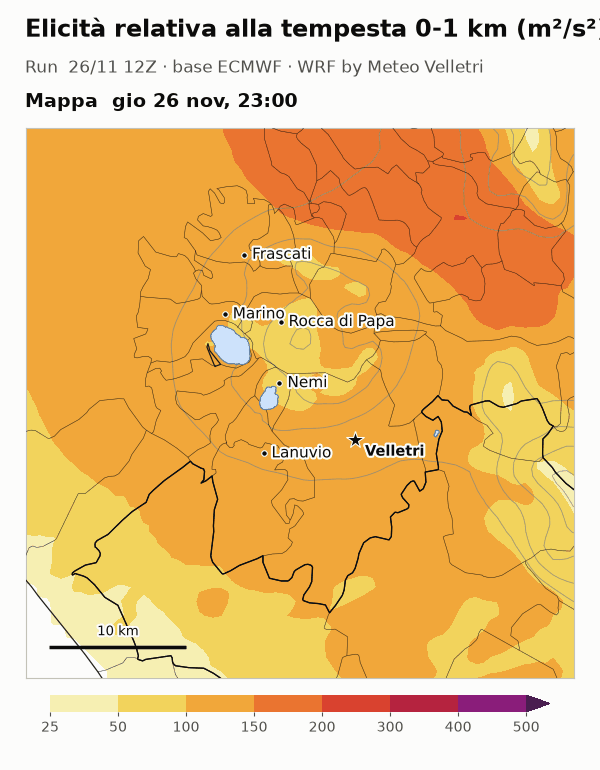 Elicità relativa alla tempesta 0-1 km (m²/s²)
Run 26/11 12Z · base ECMWF · WRF by Meteo Velletri
Mappa gio 26 nov, 23:00
Frascati
Marino
Rocca di Papa
Nemi
Velletri
Lanuvio
10 km
25 50 100 150 200 300 400 500